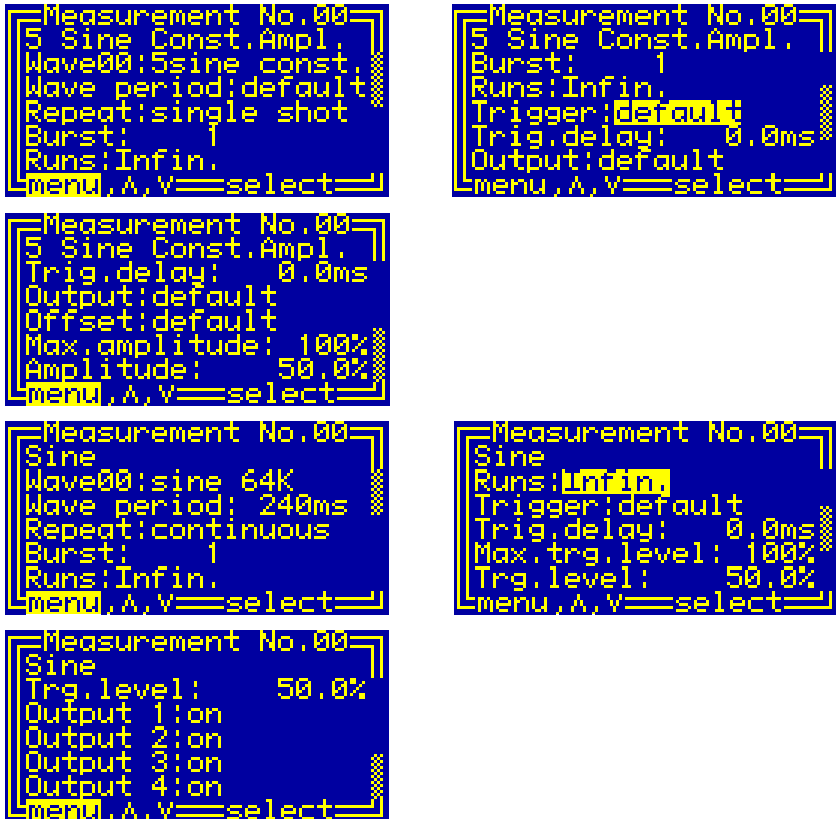 Measurement No.00
5 Sine Const.Ampl.
Wave00:5sine const.
Wave period:default
Repeat:single shot
Burst: 1
Runs:Infin.
menu,Λ,V select
Measurement No.00
5 Sine Const.Ampl.
Burst: 1
Runs:Infin.
Trigger:default
Trig.delay: 0.0ms
Output:default
menu,Λ,V select
Measurement No.00
5 Sine Const.Ampl.
Trig.delay: 0.0ms
Output:default
Offset:default
Max.amplitude: 100%
Amplitude: 50.0%
menu,Λ,V select
Measurement No.00
Sine
Wave00:sine 64K
Wave period: 240ms
Repeat:continuous
Burst: 1
Runs:Infin.
menu,Λ,V select
Measurement No.00
Sine
Runs:Infin.
Trigger:default
Trig.delay: 0.0ms
Max.trg.level: 100%
Trg.level: 50.0%
menu,Λ,V select
Measurement No.00
Sine
Trg.level: 50.0%
Output 1:on
Output 2:on
Output 3:on
Output 4:on
menu,Λ,V select